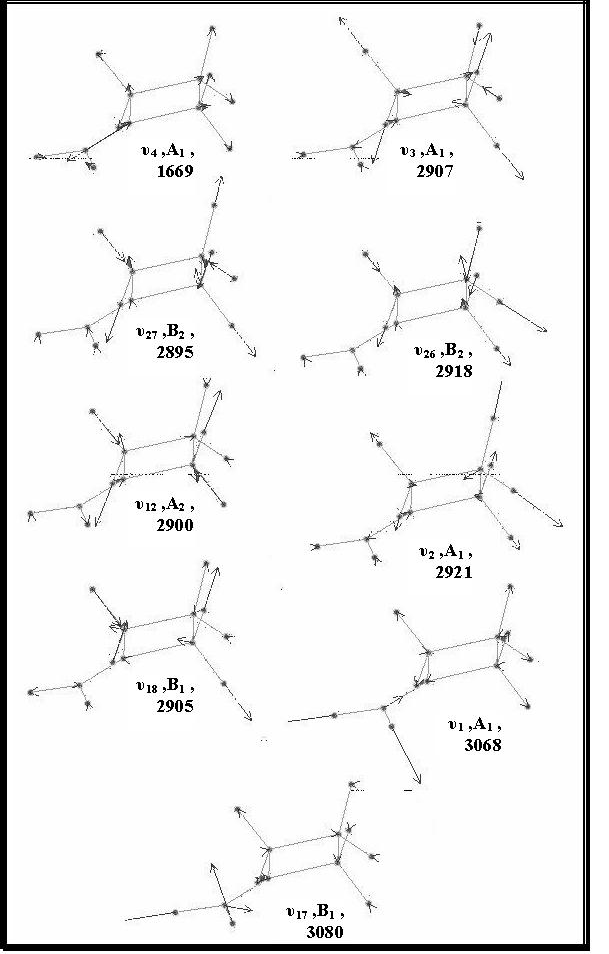 υ4 ,A1 ,
1669
υ3 ,A1 ,
2907
υ27 ,B2 ,
2895
υ26 ,B2 ,
2918
υ12 ,A2 ,
2900
υ2 ,A1 ,
2921
υ18 ,B1 ,
2905
υ1 ,A1 ,
3068
υ17 ,B1 ,
3080